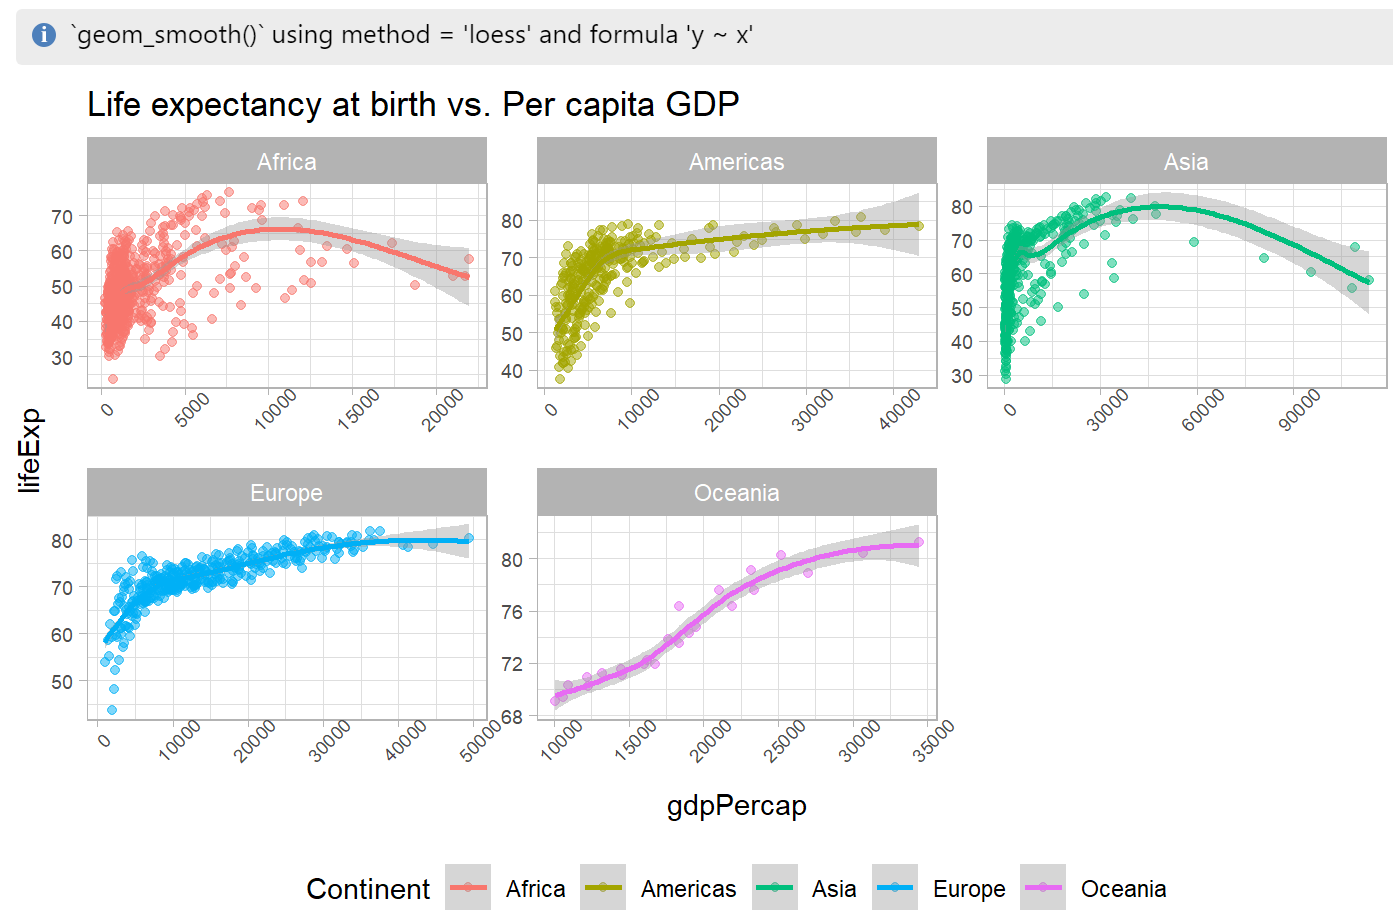 `geom_smooth()` using method = 'loess' and formula 'y ~ x'
Life expectancy at birth vs. Per capita GDP
Africa
Americas
Asia
70
60
50
40
30
80
70
60
50
40
80
70
60
50
40
30
0 5000 10000 15000 20000
0 10000 20000 30000 40000
0 30000 60000 90000
lifeExp
Europe
Oceania
80
70
60
50
80
76
72
68
0 10000 20000 30000 40000 50000
10000 15000 20000 25000 30000 35000
gdpPercap
Continent Africa Americas Asia Europe Oceania